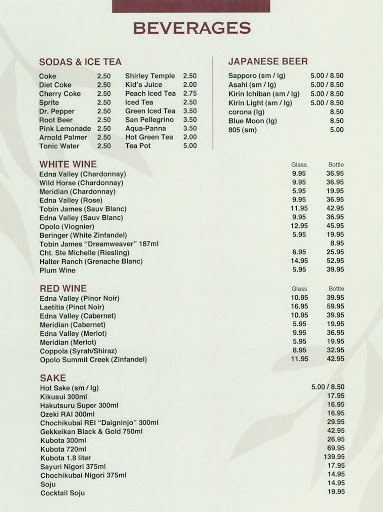 BEVERAGES
SODAS & ICE TEA
Coke 2.50 Shirley Temple 2.50
Diet Coke 2.50 Kid's Juice 2.00
Cherry Coke 2.50 Peach Iced Tea 2.75
Sprite 2.50 Iced Tea 2.50
Dr. Pepper 2.50 Green Iced Tea 3.50
Root Beer 2.50 San Pellegrino 3.50
Pink Lemonade 2.50 Aqua-Panna 3.50
Arnold Palmer 2.50 Hot Green Tea 2.00
Tonic Water 2.50 Tea Pot 5.00
JAPANESE BEER
Sapporo (sm / lg) 5.00 / 8.50
Asahi (sm / lg) 5.00 / 8.50
Kirin Ichiban (sm / lg) 5.00 / 8.50
Kirin Light (sm / lg) 5.00 / 8.50
corona (lg) 8.50
Blue Moon (lg) 8.50
805 (sm) 5.00
WHITE WINE Glass Bottle
Edna Valley (Chardonnay) 9.95 36.95
Wild Horse (Chardonnay) 9.95 36.95
Meridian (Chardonnay) 5.95 19.95
Edna Valley (Rose) 9.95 36.95
Tobin James (Sauv Blanc) 11.95 42.95
Edna Valley (Sauv Blanc) 9.95 36.95
Opolo (Viognier) 12.95 45.95
Beringer (White Zinfandel) 5.95 19.95
Tobin James "Dreamweaver" 187ml 8.95
Cht. Ste Michelle (Riesling) 6.95 25.95
Halter Ranch (Grenache Blanc) 14.95 52.95
Plum Wine 5.95 39.95
RED WINE Glass Bottle
Edna Valley (Pinot Noir) 10.95 39.95
Laetitia (Pinot Noir) 16.95 59.95
Edna Valley (Cabernet) 10.95 39.95
Meridian (Cabernet) 5.95 19.95
Edna Valley (Merlot) 9.95 36.95
Meridian (Merlot) 5.95 19.95
Coppola (Syrah/Shiraz) 8.95 32.95
Opolo Summit Creek (Zinfandel) 11.95 42.95
SAKE
Hot Sake (sm / lg) 5.00 / 8.50
Kikusui 300ml 17.95
Hakutsuru Super 300ml 16.95
Ozeki RAI 300ml 16.95
Chochikubai REI "Daigninjo" 300ml 29.95
Gekkeikan Black & Gold 750ml 42.95
Kubota 300ml 26.95
Kubota 720ml 69.95
Kubota 1.8 liter 139.95
Sayuri Nigori 375ml 17.95
Chochikubai Nigori 375ml 14.95
Soju 14.95
Cocktail Soju 19.95